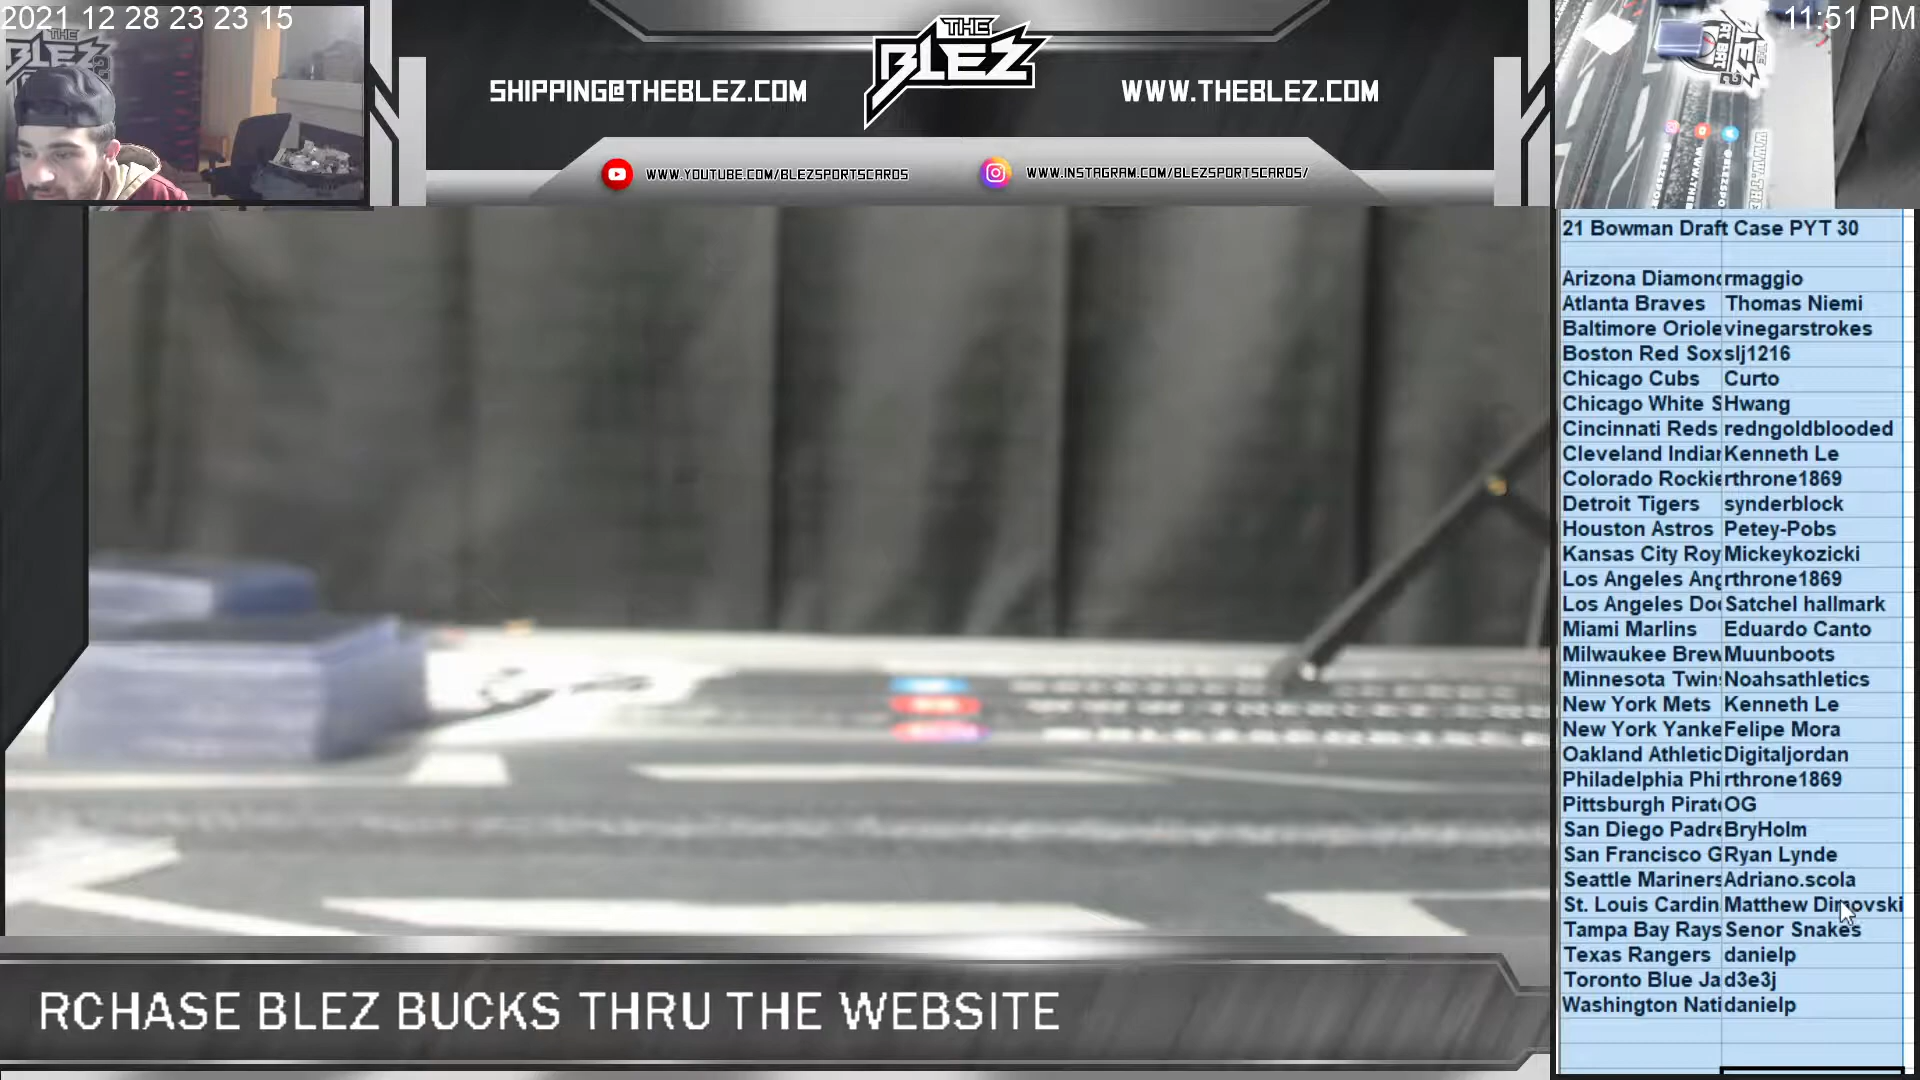 2021 12 28 23 23 15
THE
BLEZ
SHIPPING@THEBLEZ.COM
THE
BLEZ
WWW.THEBLEZ.COM
WWW.YOUTUBE.COM/BLEZSPORTSCARDS
WWW.INSTAGRAM.COM/BLEZSPORTSCARDS/
11:51 PM
21 Bowman Draft Case PYT 30
Arizona Diamond rmaggio
Atlanta Braves Thomas Niemi
Baltimore Oriole vinegarstrokes
Boston Red Sox slj1216
Chicago Cubs Curto
Chicago White S Hwang
Cincinnati Reds redngoldblooded
Cleveland Indian Kenneth Le
Colorado Rockie rthrone1869
Detroit Tigers synderblock
Houston Astros Petey-Pobs
Kansas City Roy Mickeykozicki
Los Angeles Ang rthrone1869
Los Angeles Do Satchel hallmark
Miami Marlins Eduardo Canto
Milwaukee Brew Muunboots
Minnesota Twin Noahsathletics
New York Mets Kenneth Le
New York Yanke Felipe Mora
Oakland Athletic Digitaljordan
Philadelphia Phi rthrone1869
Pittsburgh Pirat OG
San Diego Padre BryHolm
San Francisco G Ryan Lynde
Seattle Mariners Adriano.scola
St. Louis Cardin Matthew Dimovski
Tampa Bay Rays Senor Snakes
Texas Rangers danielp
Toronto Blue Ja d3e3j
Washington Nati danielp
RCHASE BLEZ BUCKS THRU THE WEBSITE